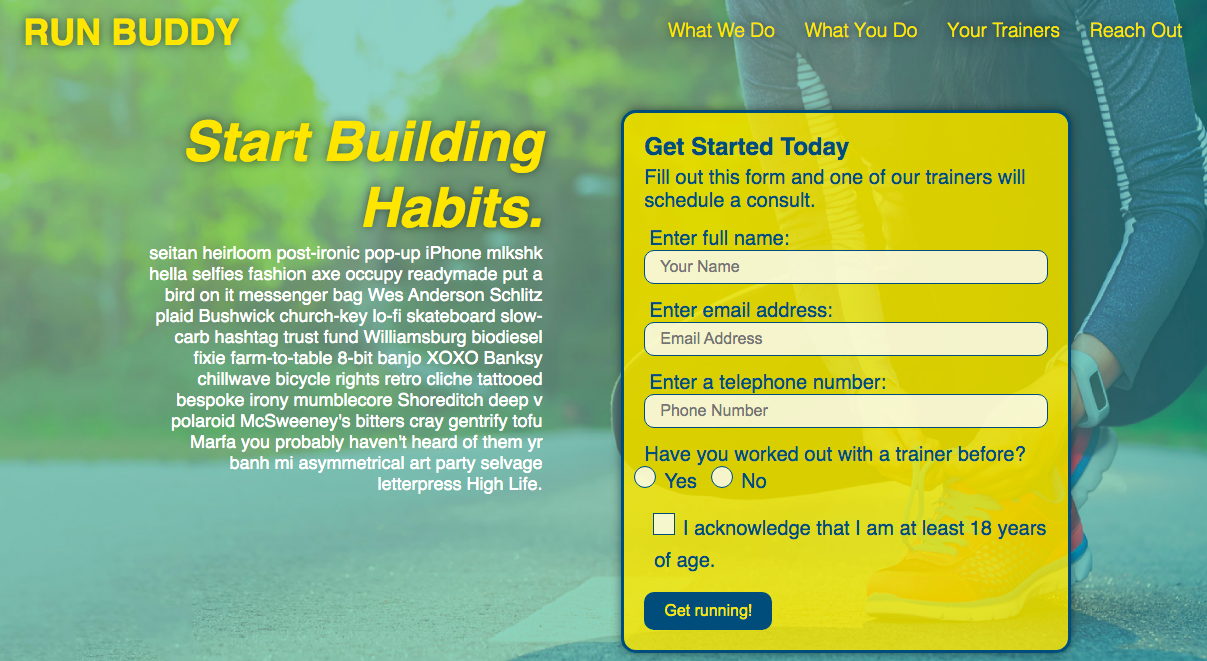 RUN BUDDY
What We Do
What You Do
Your Trainers
Reach Out
Start Building
Habits.
seitan heirloom post-ironic pop-up iPhone mlkshk
hella selfies fashion axe occupy readymade put a
bird on it messenger bag Wes Anderson Schlitz
plaid Bushwick church-key lo-fi skateboard slow-
carb hashtag trust fund Williamsburg biodiesel
fixie farm-to-table 8-bit banjo XOXO Banksy
chillwave bicycle rights retro cliche tattooed
bespoke irony mumblecore Shoreditch deep v
polaroid McSweeney's bitters cray gentrify tofu
Marfa you probably haven't heard of them yr
banh mi asymmetrical art party selvage
letterpress High Life.
Get Started Today
Fill out this form and one of our trainers will
schedule a consult.
Enter full name:
Your Name
Enter email address:
Email Address
Enter a telephone number:
Phone Number
Have you worked out with a trainer before?
Yes No
I acknowledge that I am at least 18 years
of age.
Get running!